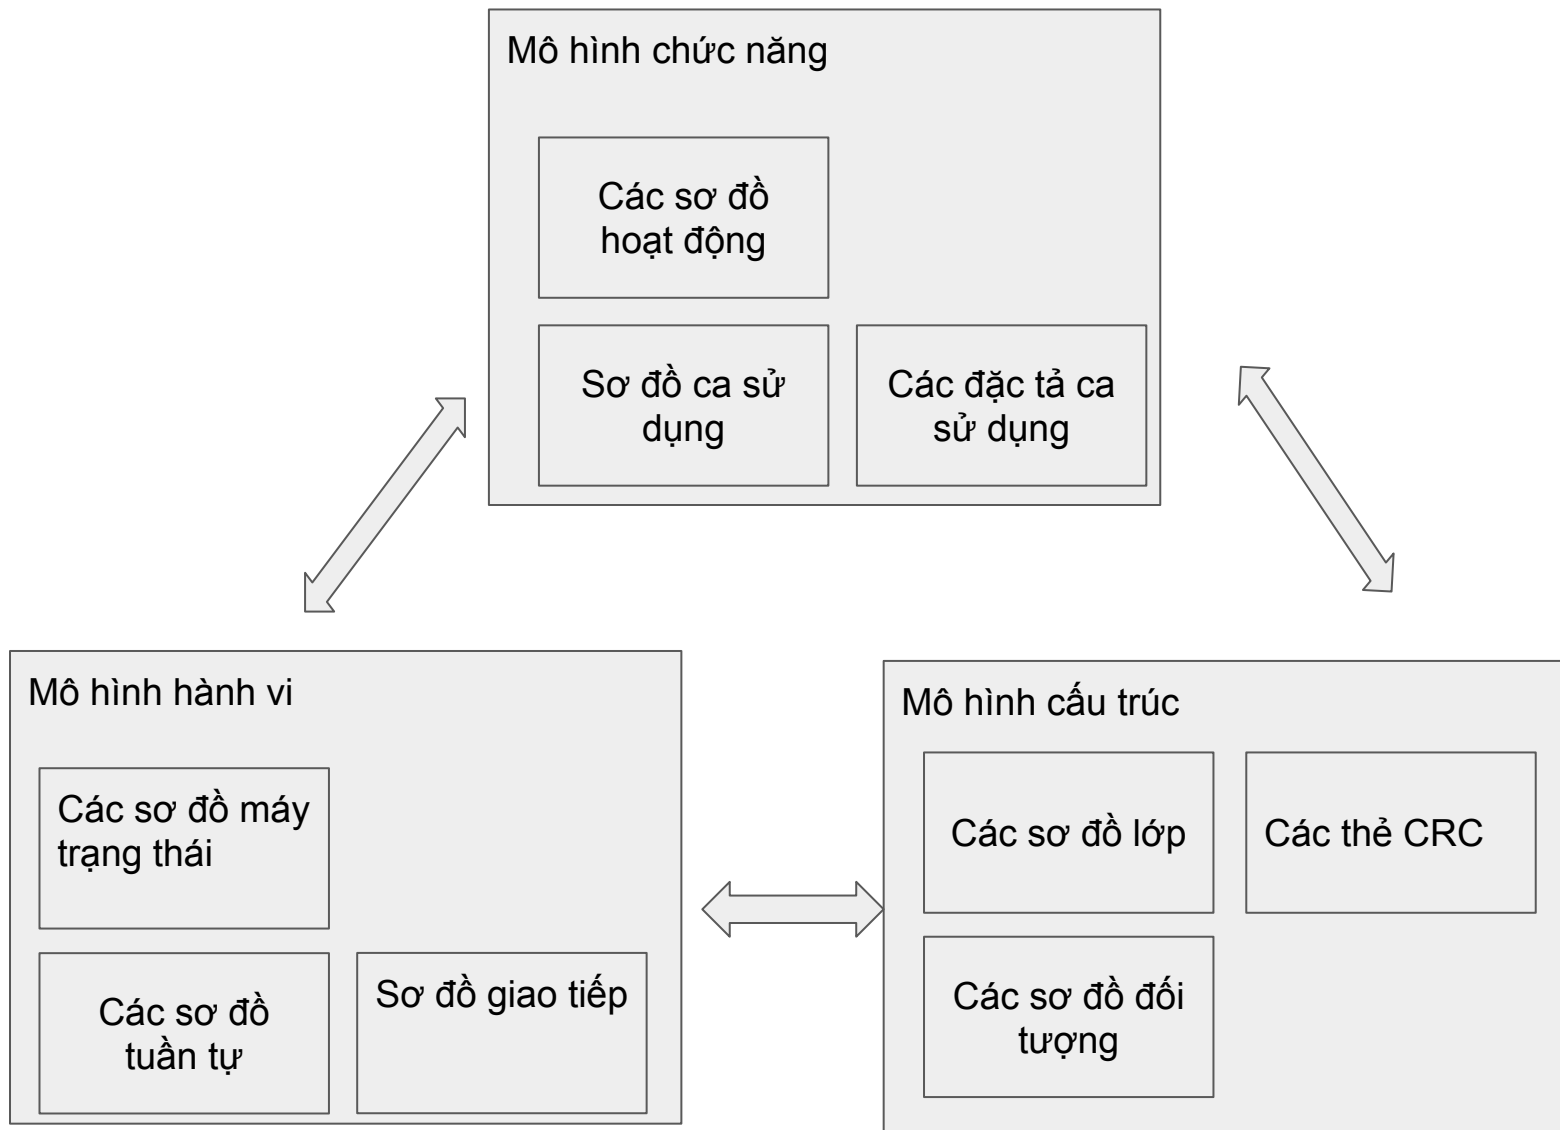 Mô hình chức năng
Các sơ đồ
hoạt động
Sơ đồ ca sử
dụng
Các đặc tả ca
sử dụng
Mô hình hành vi
Các sơ đồ máy
trạng thái
Các sơ đồ
tuần tự
Sơ đồ giao tiếp
Mô hình cấu trúc
Các sơ đồ lớp
Các thẻ CRC
Các sơ đồ đối
tượng